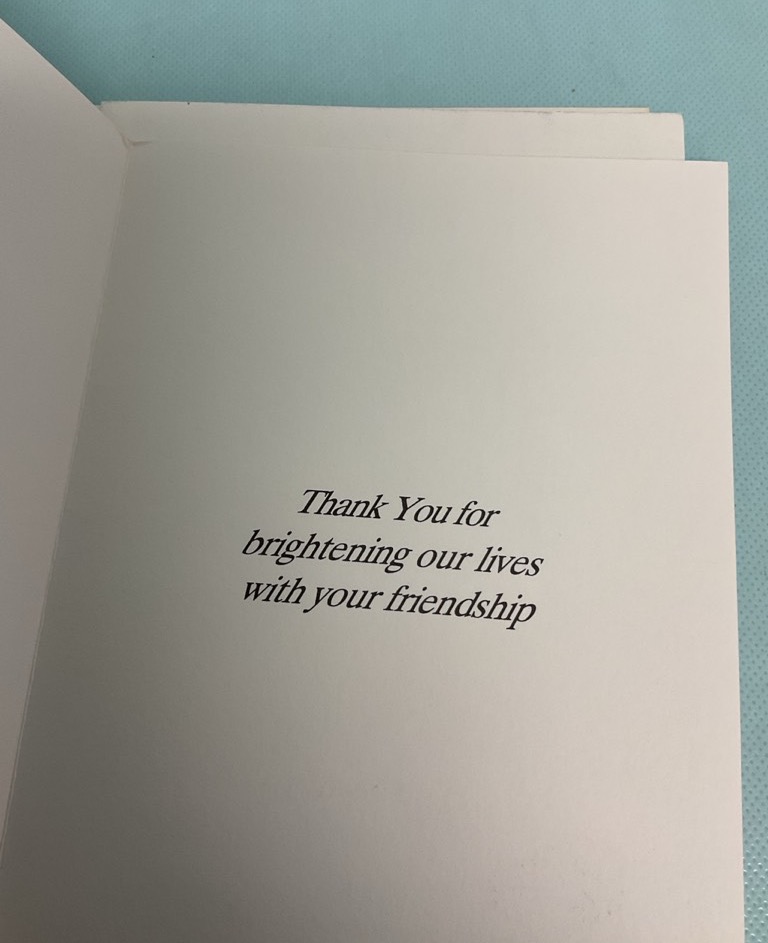 Thank You for
brightening our lives
with your friendship